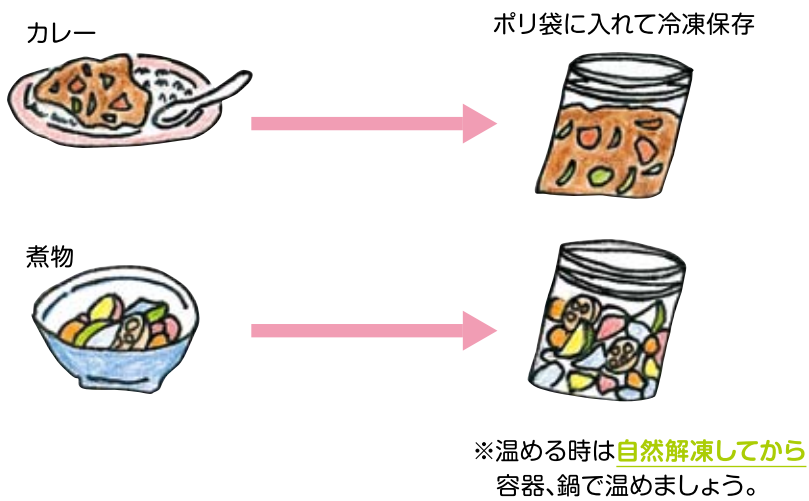 カレー
ポリ袋に入れて冷凍保存
煮物
※温める時は自然解凍してから
容器、鍋で温めましょう。